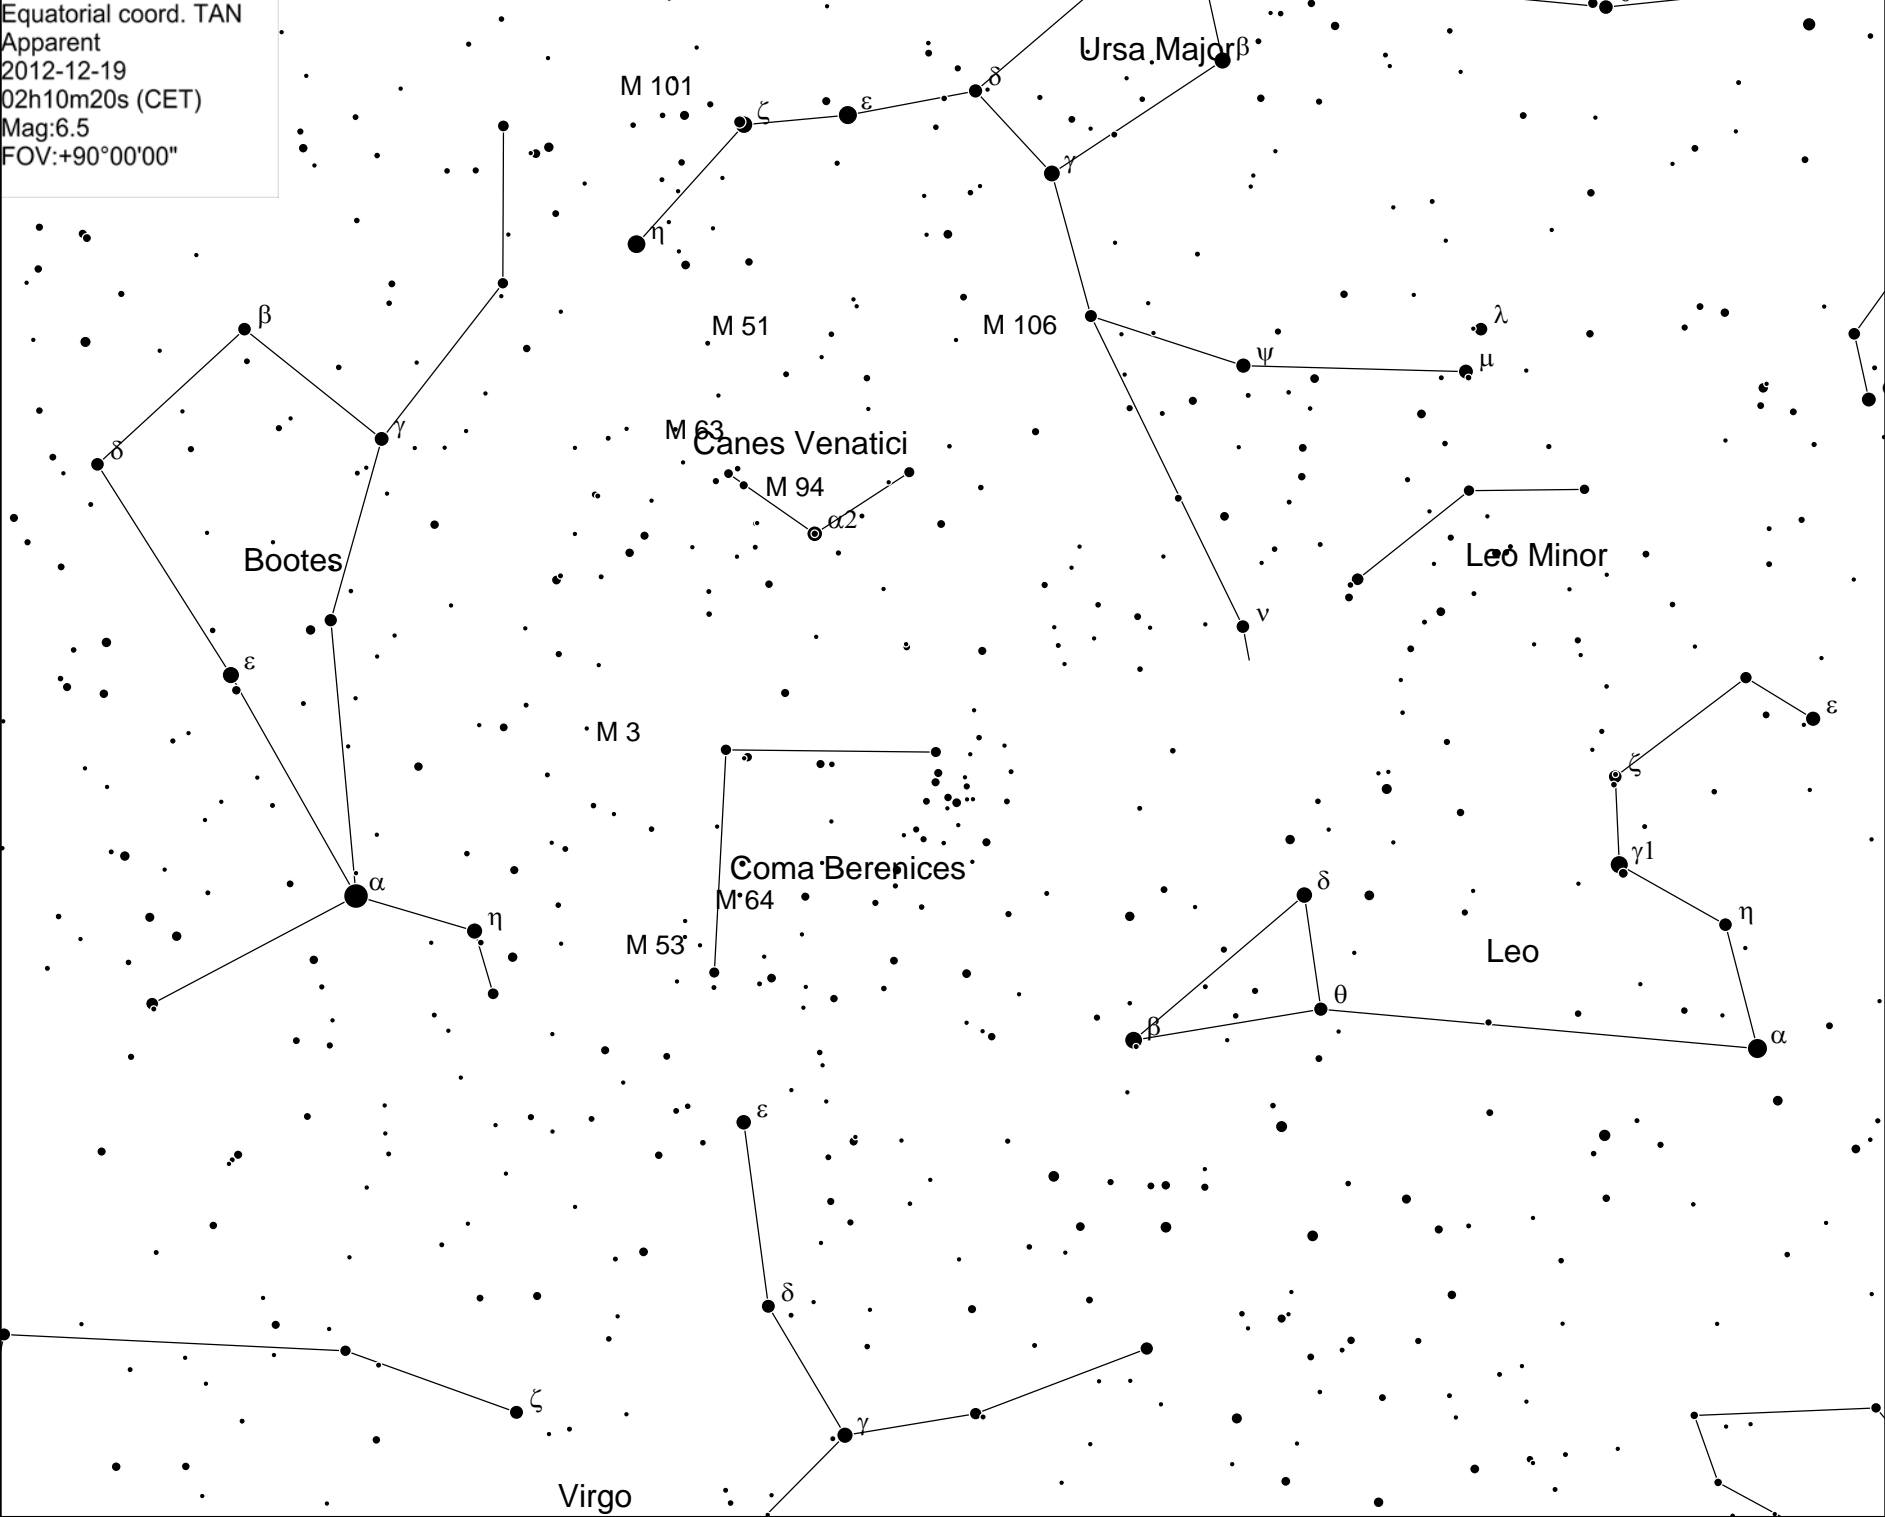 Equatorial coord. TAN
Apparent
2012-12-19
02h10m20s (CET)
Mag:6.5
FOV:+90°00'00"
Ursa Major β
δ
M 101
ζ
ε
γ
η
β
M 51
M 106
λ
ψ
μ
γ
M 63
Canes Venatici
δ
M 94
α2
Bootes
Leo Minor
ν
ε
ε
M 3
ζ
γ1
Coma Berenices
α
δ
M 64
η
η
M 53
Leo
θ
β
α
ε
δ
ζ
γ
Virgo